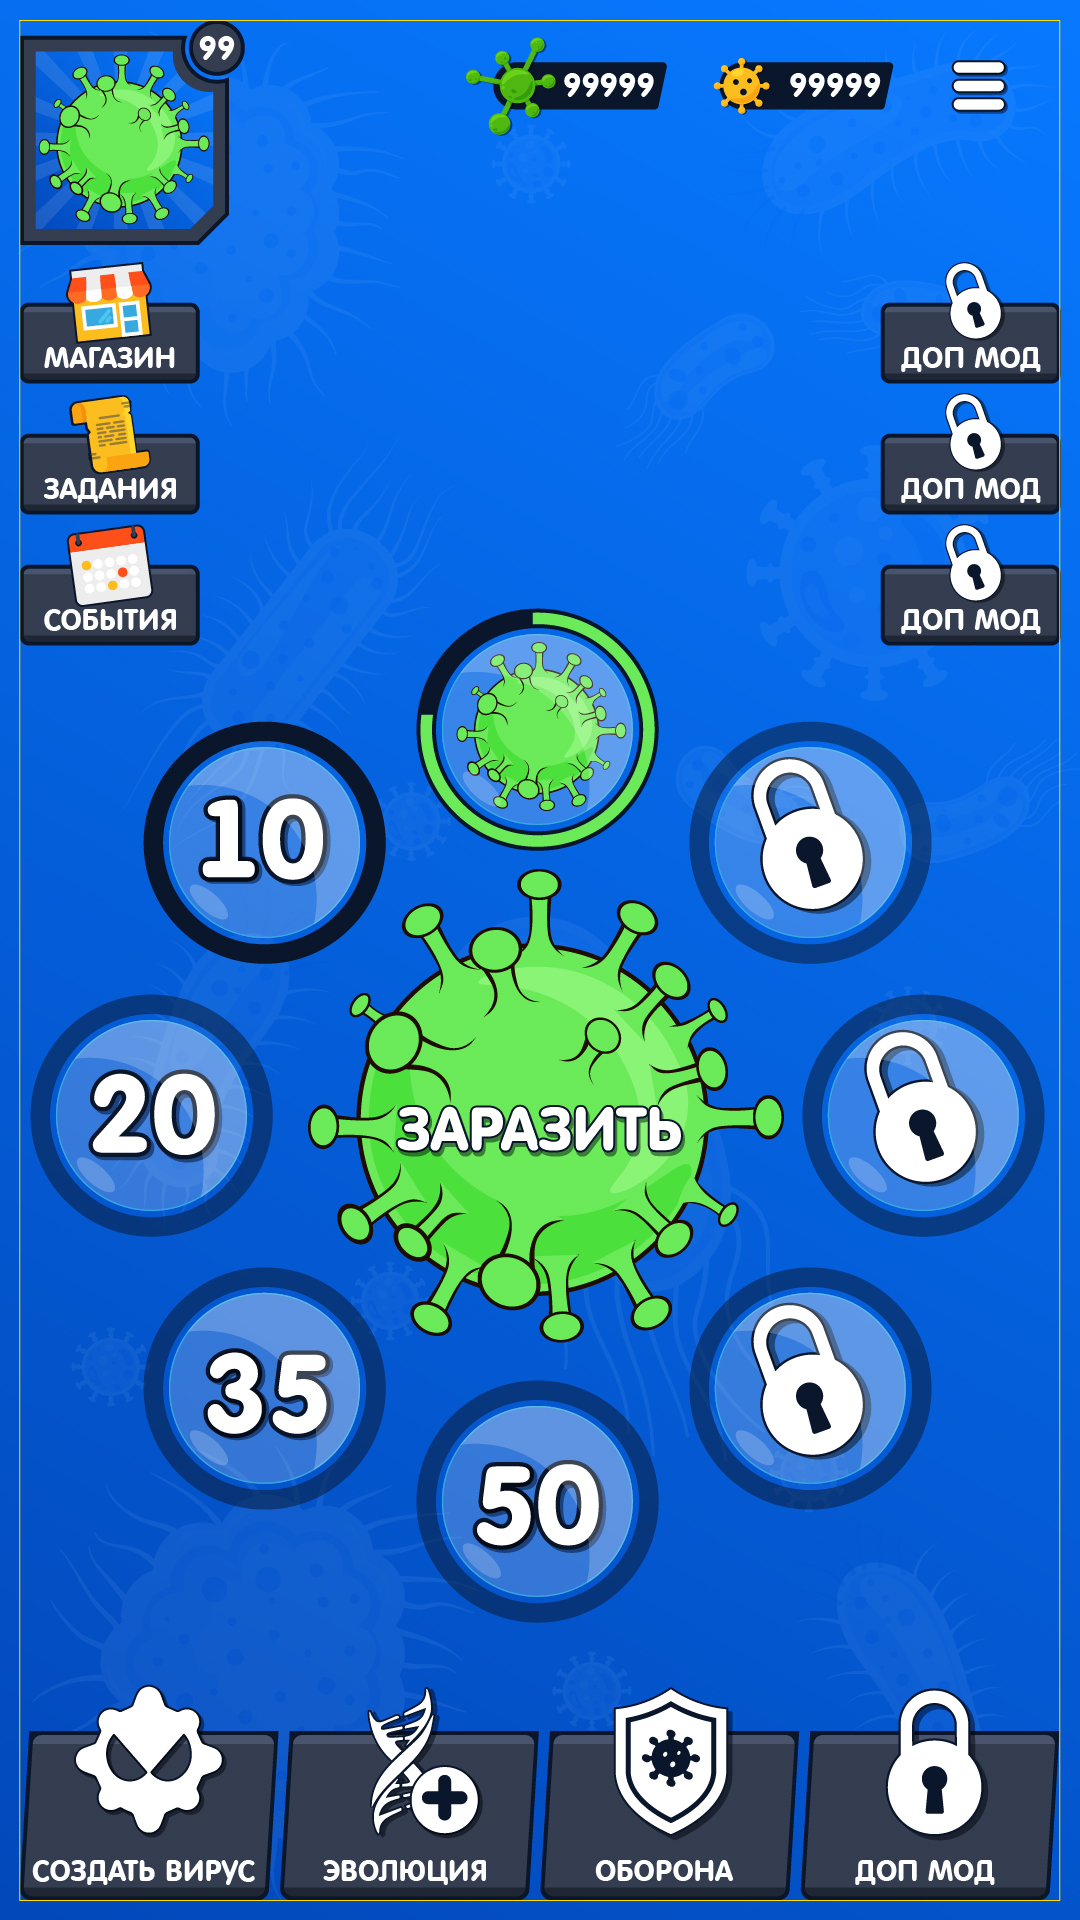 99
99999
99999
МАГАЗИН
ДОП МОД
ЗАДАНИЯ
ДОП МОД
СОБЫТИЯ
ДОП МОД
10
20
ЗАРАЗИТЬ
35
50
СОЗДАТЬ ВИРУС
ЭВОЛЮЦИЯ
ОБОРОНА
ДОП МОД